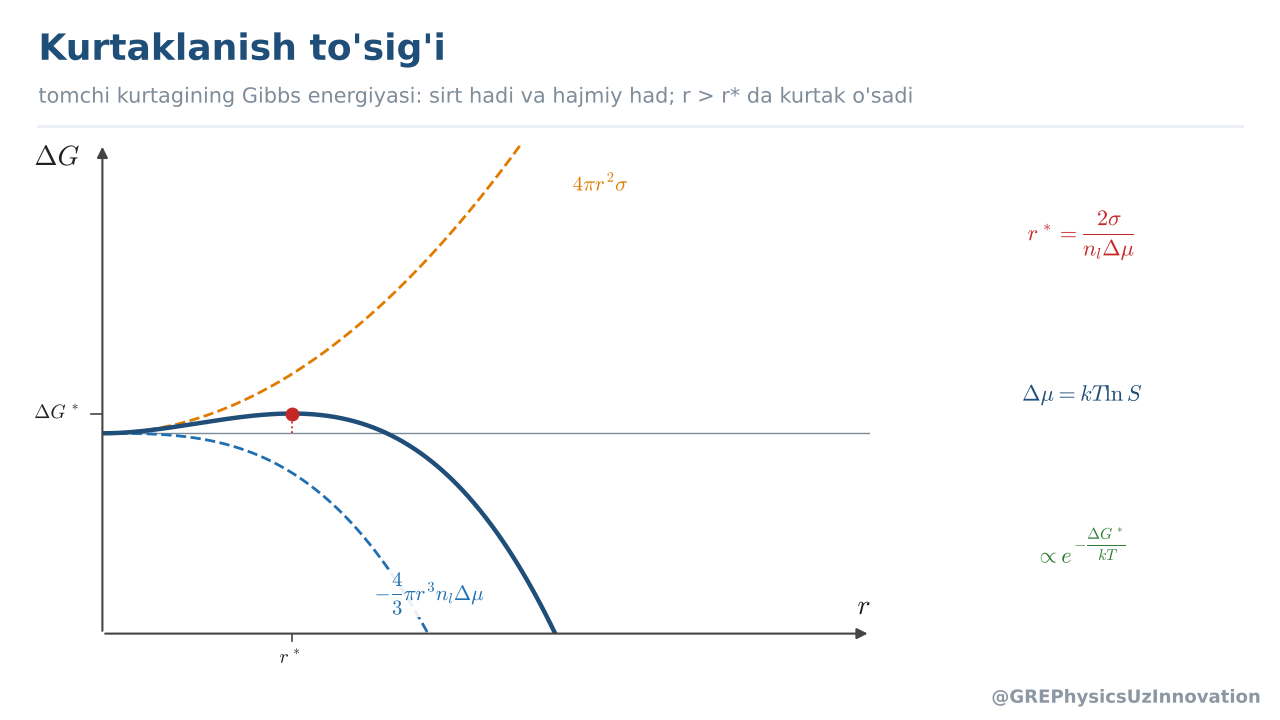 Kurtaklanish to'sig'i
tomchi kurtagining Gibbs energiyasi: sirt hadi va hajmiy had; r > r* da kurtak o'sadi
ΔG
4πr²σ
r* = 2σ / (n_l Δμ)
ΔG*
Δμ = kT ln S
∝ e^(−ΔG*/kT)
−4/3 πr³n_lΔμ
r
r*
@GREPhysicsUzInnovation